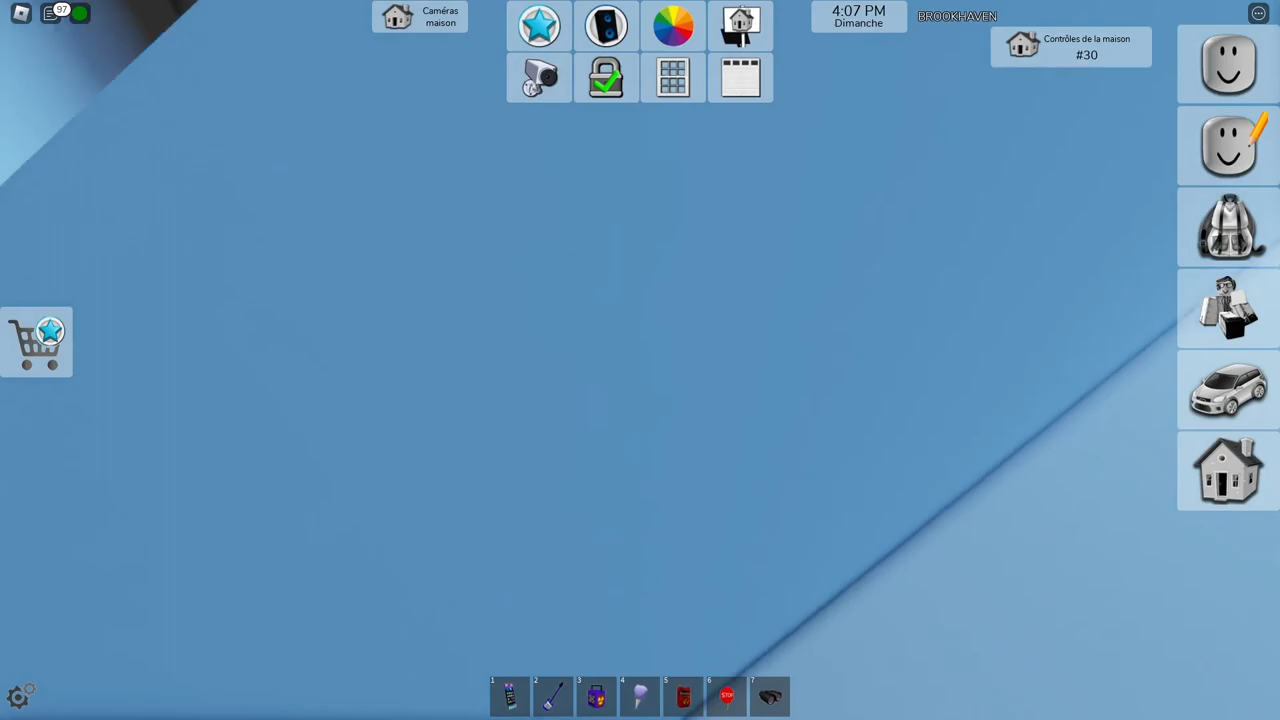 97
Caméras
maison
4:07 PM
Dimanche
BROOKHAVEN
Contrôles de la maison
#30
1
2
3
4
5
6
7
STOP